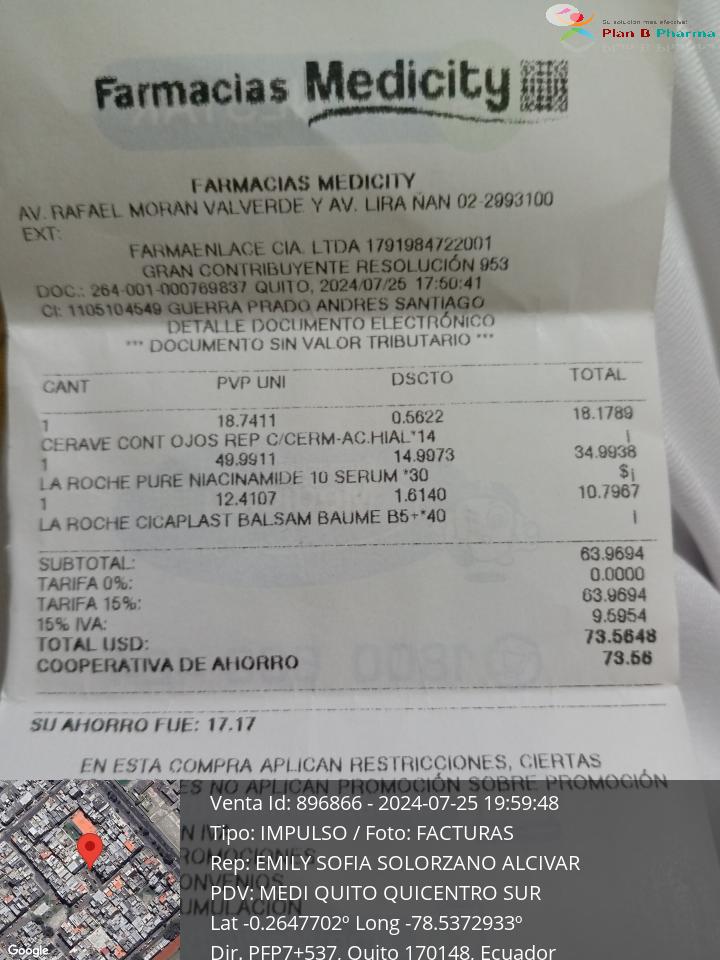 Su solución más efectiva!
Plan B Pharma
Farmacias Medicity
FARMACIAS MEDICITY
AV. RAFAEL MORAN VALVERDE Y AV. LIRA ÑAN 02-2993100
EXT:
FARMAENLACE CIA. LTDA 1791984722001
GRAN CONTRIBUYENTE RESOLUCIÓN 953
DOC.: 264-001-000769837 QUITO, 2024/07/25 17:50:41
CI: 1105104549 GUERRA PRADO ANDRES SANTIAGO
DETALLE DOCUMENTO ELECTRÓNICO
*** DOCUMENTO SIN VALOR TRIBUTARIO ***
CANT PVP UNI DSCTO TOTAL
1 18.7411 0.5622 18.1789
CERAVE CONT OJOS REP C/CERM-AC.HIAL*14 ¡
1 49.9911 14.9973 34.9938
LA ROCHE PURE NIACINAMIDE 10 SERUM *30 $¡
1 12.4107 1.6140 10.7967
LA ROCHE CICAPLAST BALSAM BAUME B5+*40 ¡
SUBTOTAL: 63.9694
TARIFA 0%: 0.0000
TARIFA 15%: 63.9694
15% IVA: 9.5954
TOTAL USD: 73.5648
COOPERATIVA DE AHORRO 73.56
SU AHORRO FUE: 17.17
EN ESTA COMPRA APLICAN RESTRICCIONES, CIERTAS
ES NO APLICAN PROMOCIÓN SOBRE PROMOCIÓN
Venta Id: 896866 - 2024-07-25 19:59:48
Tipo: IMPULSO / Foto: FACTURAS
Rep: EMILY SOFIA SOLORZANO ALCIVAR
PDV: MEDI QUITO QUICENTRO SUR
Lat -0.2647702º Long -78.5372933º
Dir. PFP7+537, Quito 170148, Ecuador
Google